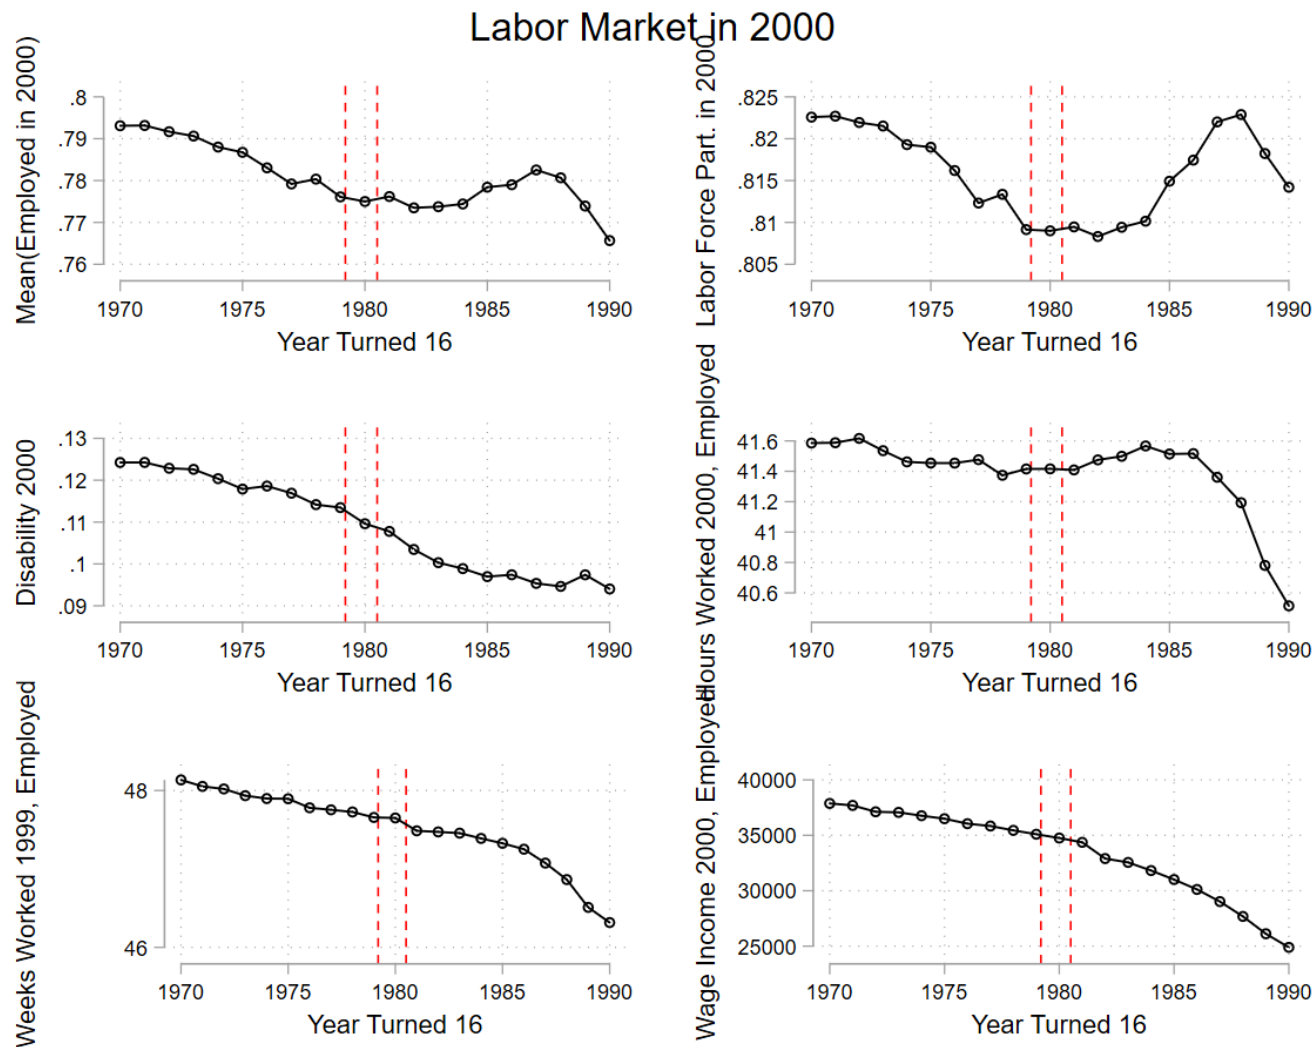 Labor Market in 2000
Mean(Employed in 2000)
.8
.79
.78
.77
.76
1970 1975 1980 1985 1990
Year Turned 16
Labor Force Part. in 2000
.825
.82
.815
.81
.805
1970 1975 1980 1985 1990
Year Turned 16
Disability 2000
.13
.12
.11
.1
.09
1970 1975 1980 1985 1990
Year Turned 16
Hours Worked 2000, Employed
41.6
41.4
41.2
41
40.8
40.6
1970 1975 1980 1985 1990
Year Turned 16
Weeks Worked 1999, Employed
48
46
1970 1975 1980 1985 1990
Year Turned 16
Wage Income 2000, Employed
40000
35000
30000
25000
1970 1975 1980 1985 1990
Year Turned 16